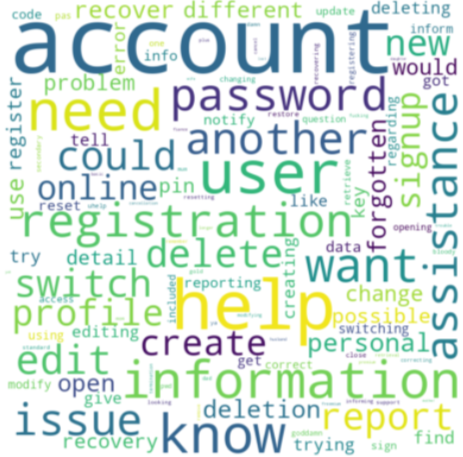 code recover different update deleting
error one info changing registering recovering inform
account
problem restore new
would
need password got
register use tell notify question regarding
could another forgotten signup
online user pin retrieve key
reset like
registration assistance
try detail delete data opening
switch included reporting creating want
access change
profile help possible
using editing switching
create personal
edit get correct close
modify open give information
issue know deletion report
looking
recovery goddamn trying sign find